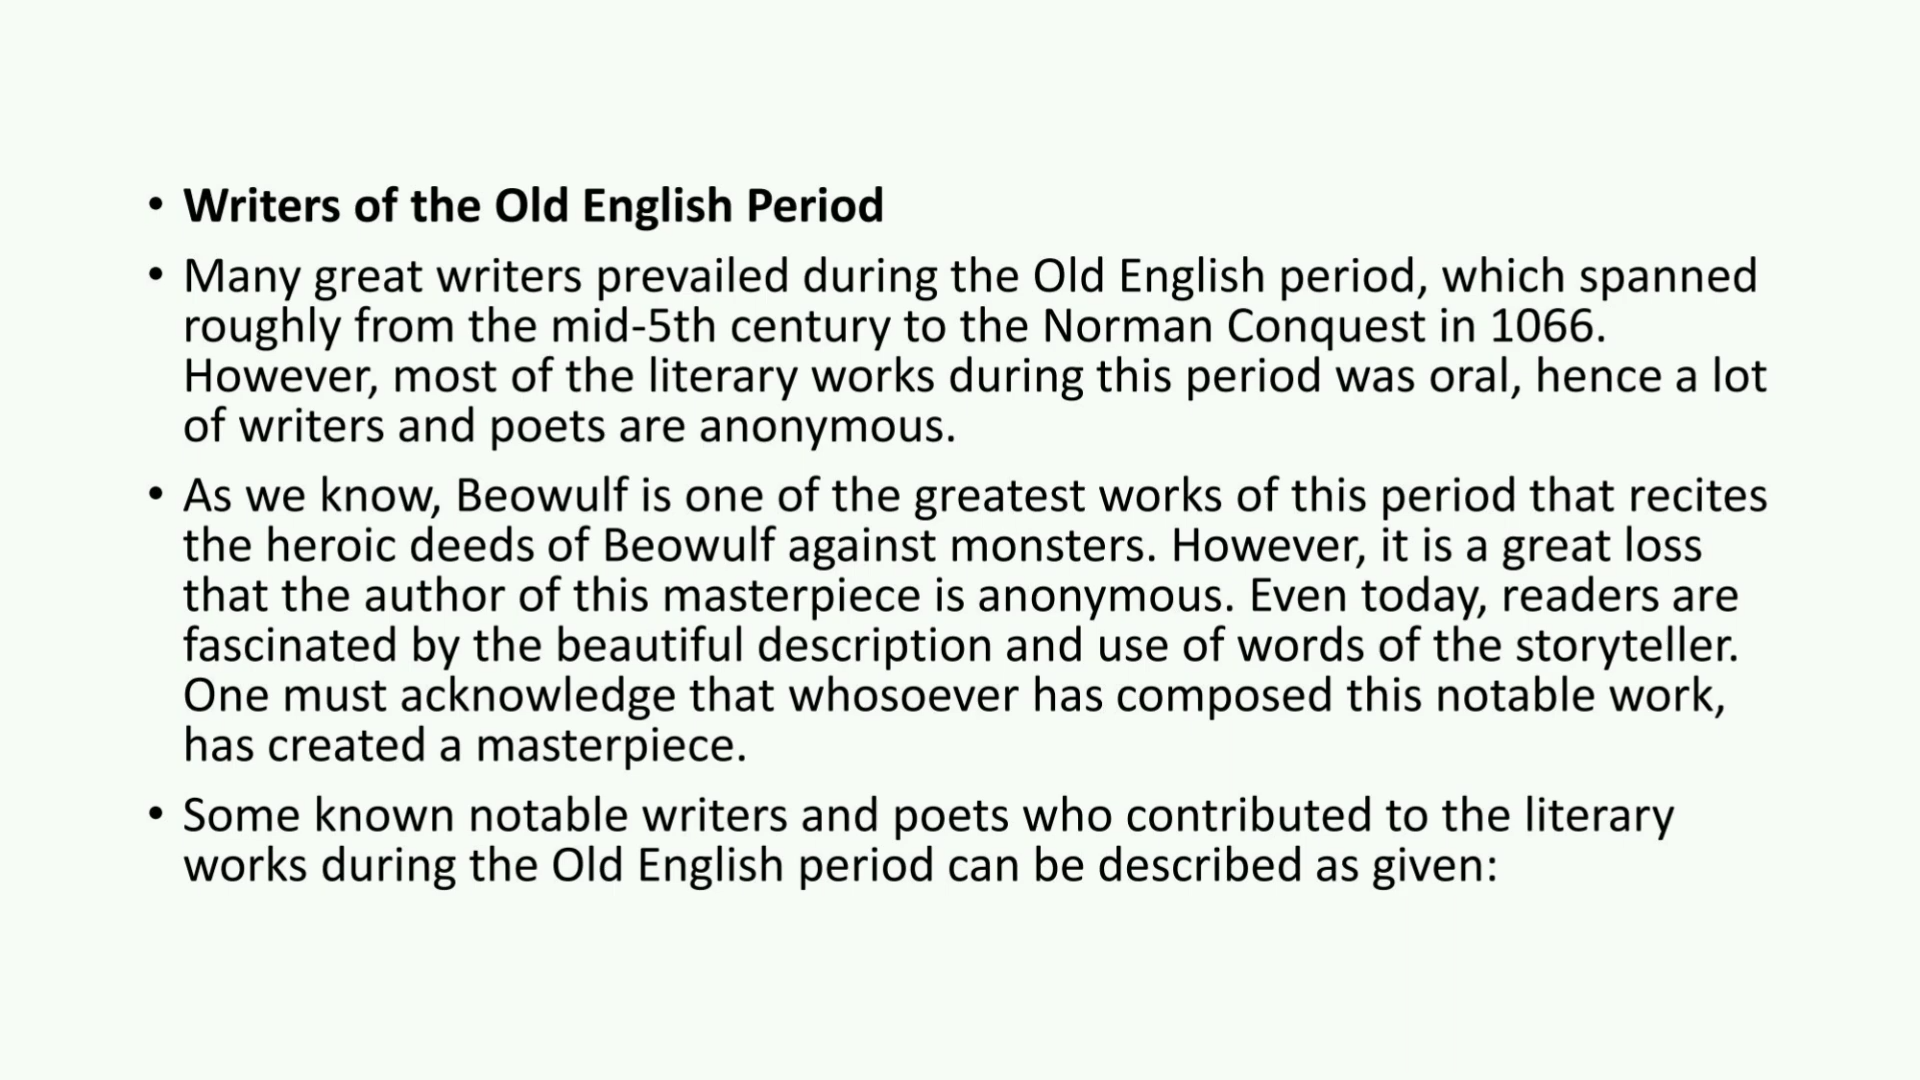 • Writers of the Old English Period
• Many great writers prevailed during the Old English period, which spanned
roughly from the mid-5th century to the Norman Conquest in 1066.
However, most of the literary works during this period was oral, hence a lot
of writers and poets are anonymous.
• As we know, Beowulf is one of the greatest works of this period that recites
the heroic deeds of Beowulf against monsters. However, it is a great loss
that the author of this masterpiece is anonymous. Even today, readers are
fascinated by the beautiful description and use of words of the storyteller.
One must acknowledge that whosoever has composed this notable work,
has created a masterpiece.
• Some known notable writers and poets who contributed to the literary
works during the Old English period can be described as given: